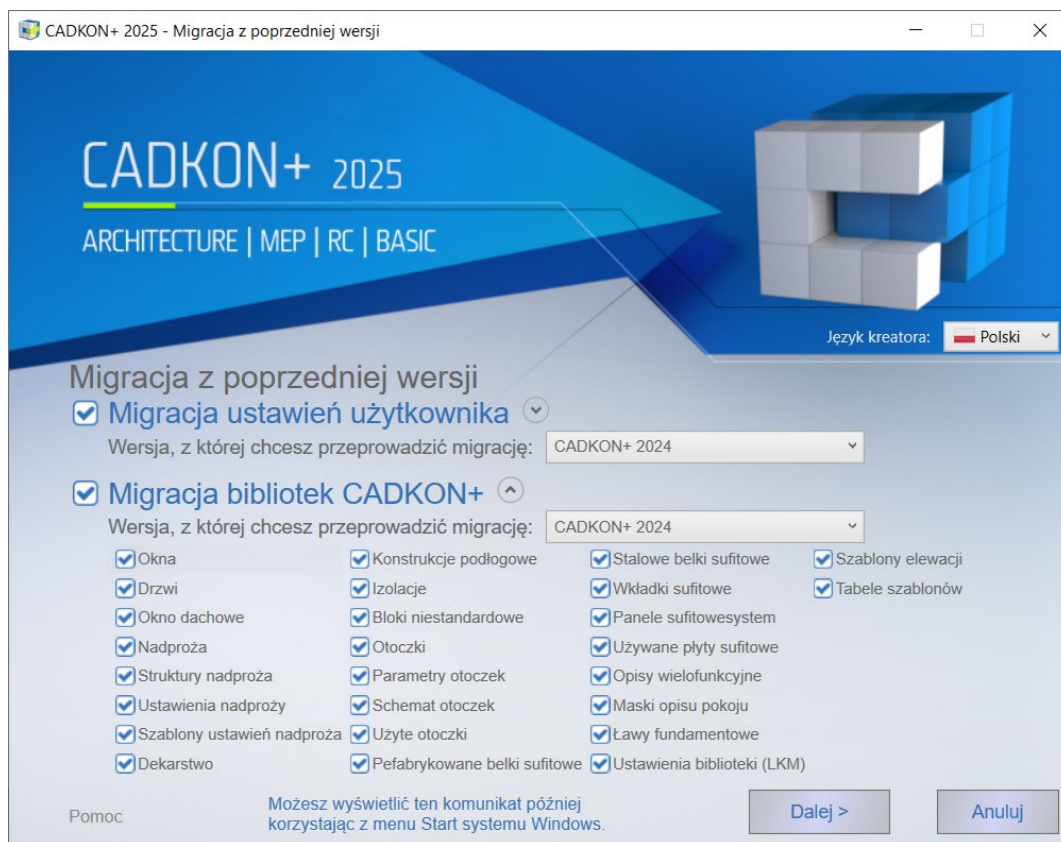 CADKON+ 2025 - Migracja z poprzedniej wersji
CADKON+ 2025
ARCHITECTURE | MEP | RC | BASIC
Język kreatora: Polski
Migracja z poprzedniej wersji
Migracja ustawień użytkownika
Wersja, z której chcesz przeprowadzić migrację: CADKON+ 2024
Migracja bibliotek CADKON+
Wersja, z której chcesz przeprowadzić migrację: CADKON+ 2024
Okna Konstrukcje podłogowe Stalowe belki sufitowe Szablony elewacji
Drzwi Izolacje Wkładki sufitowe Tabele szablonów
Okno dachowe Bloki niestandardowe Panele sufitowesystem
Nadproża Otoczki Używane płyty sufitowe
Struktury nadproża Parametry otoczek Opisy wielofunkcyjne
Ustawienia nadproży Schemat otoczek Maski opisu pokoju
Szablony ustawień nadproża Użyte otoczki Ławy fundamentowe
Dekarstwo Pefabrykowane belki sufitowe Ustawienia biblioteki (LKM)
Możesz wyświetlić ten komunikat później
korzystając z menu Start systemu Windows.
Pomoc Dalej > Anuluj